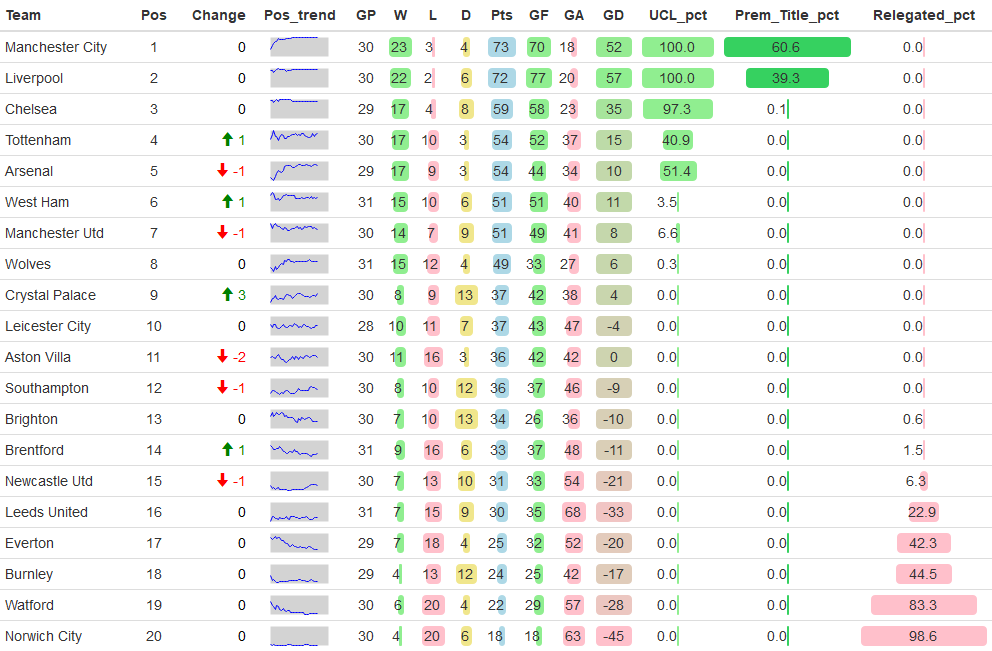 Team Pos Change Pos_trend GP W L D Pts GF GA GD UCL_pct Prem_Title_pct Relegated_pct
Manchester City 1 0 30 23 3 4 73 70 18 52 100.0 60.6 0.0
Liverpool 2 0 30 22 2 6 72 77 20 57 100.0 39.3 0.0
Chelsea 3 0 29 17 4 8 59 58 23 35 97.3 0.1 0.0
Tottenham 4 1 30 17 10 3 54 52 37 15 40.9 0.0 0.0
Arsenal 5 -1 29 17 9 3 54 44 34 10 51.4 0.0 0.0
West Ham 6 1 31 15 10 6 51 51 40 11 3.5 0.0 0.0
Manchester Utd 7 -1 30 14 7 9 51 49 41 8 6.6 0.0 0.0
Wolves 8 0 31 15 12 4 49 33 27 6 0.3 0.0 0.0
Crystal Palace 9 3 30 8 9 13 37 42 38 4 0.0 0.0 0.0
Leicester City 10 0 28 10 11 7 37 43 47 -4 0.0 0.0 0.0
Aston Villa 11 -2 30 11 16 3 36 42 42 0 0.0 0.0 0.0
Southampton 12 -1 30 8 10 12 36 37 46 -9 0.0 0.0 0.0
Brighton 13 0 30 7 10 13 34 26 36 -10 0.0 0.0 0.6
Brentford 14 1 31 9 16 6 33 37 48 -11 0.0 0.0 1.5
Newcastle Utd 15 -1 30 7 13 10 31 33 54 -21 0.0 0.0 6.3
Leeds United 16 0 31 7 15 9 30 35 68 -33 0.0 0.0 22.9
Everton 17 0 29 7 18 4 25 32 52 -20 0.0 0.0 42.3
Burnley 18 0 29 4 13 12 24 25 42 -17 0.0 0.0 44.5
Watford 19 0 30 6 20 4 22 29 57 -28 0.0 0.0 83.3
Norwich City 20 0 30 4 20 6 18 18 63 -45 0.0 0.0 98.6